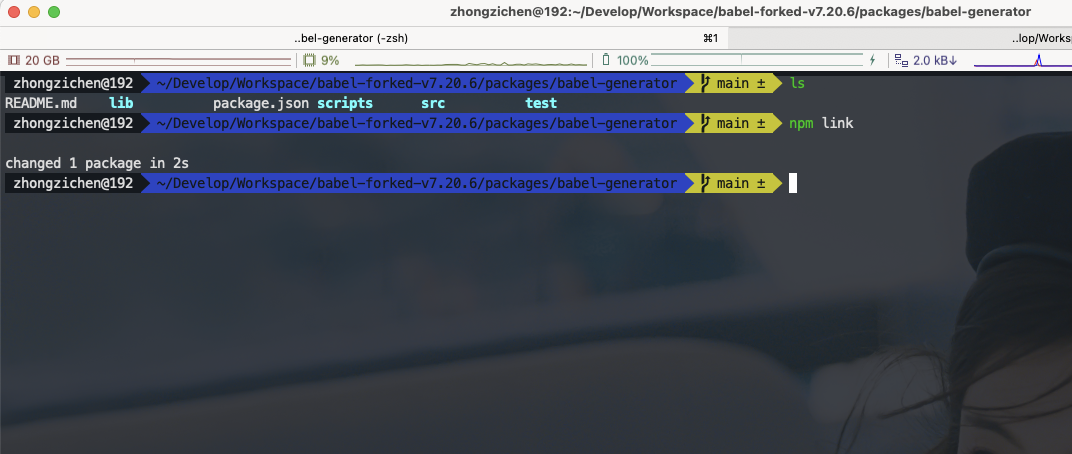 zhongzichen@192:~/Develop/Workspace/babel-forked-v7.20.6/packages/babel-generator
..bel-generator (-zsh) ⌘1 ..lop/Works
20 GB 9% 100% 2.0 kB↓
zhongzichen@192 ~/Develop/Workspace/babel-forked-v7.20.6/packages/babel-generator main ± ls
README.md lib package.json scripts src test
zhongzichen@192 ~/Develop/Workspace/babel-forked-v7.20.6/packages/babel-generator main ± npm link
changed 1 package in 2s
zhongzichen@192 ~/Develop/Workspace/babel-forked-v7.20.6/packages/babel-generator main ±